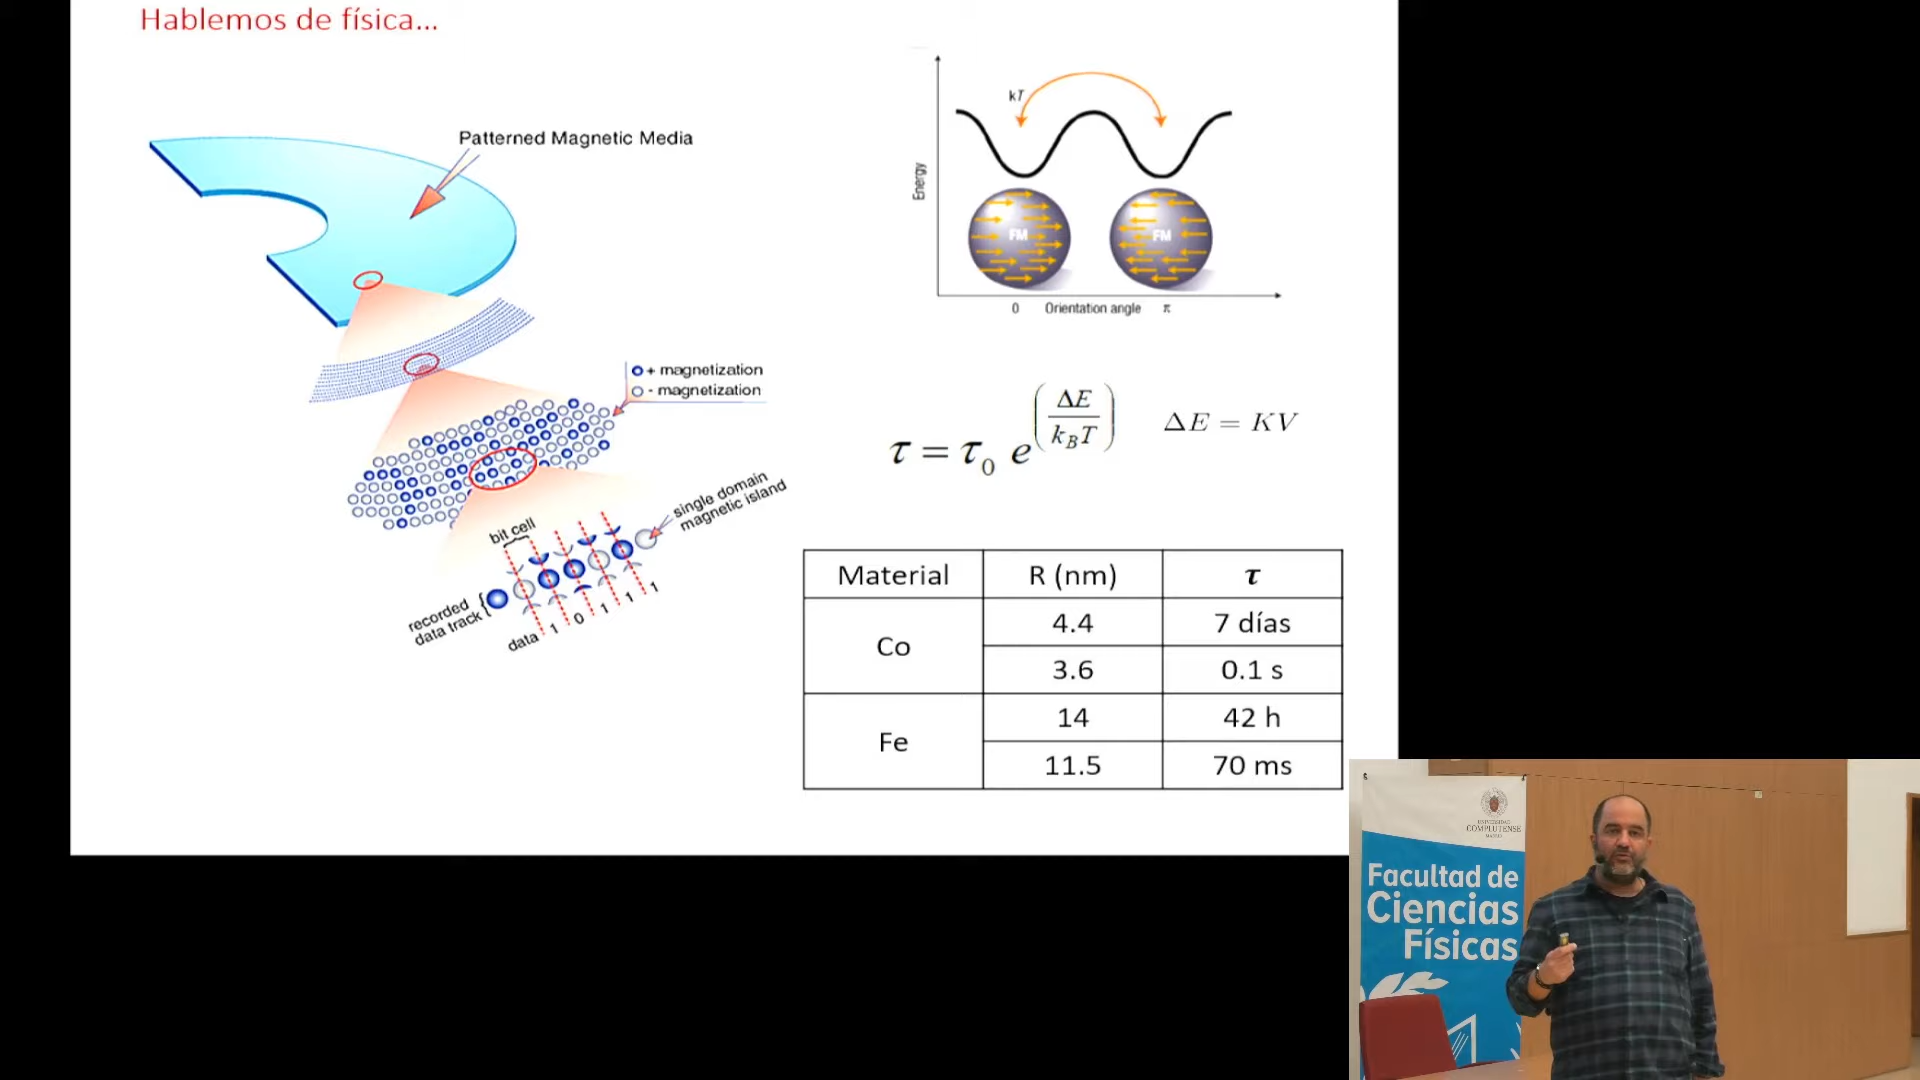 Hablemos de física...
Patterned Magnetic Media
+ magnetization
- magnetization
single domain
magnetic island
bit cell
recorded
data track
data 1 0 1 1 1
kT
Energy
FM
FM
0 Orientation angle π
τ = τ₀ e^(ΔE / k_B T) ΔE = KV
Material R (nm) τ
Co 4.4 7 días
3.6 0.1 s
Fe 14 42 h
11.5 70 ms
UNIVERSIDAD
COMPLUTENSE
MADRID
Facultad de
Ciencias
Físicas